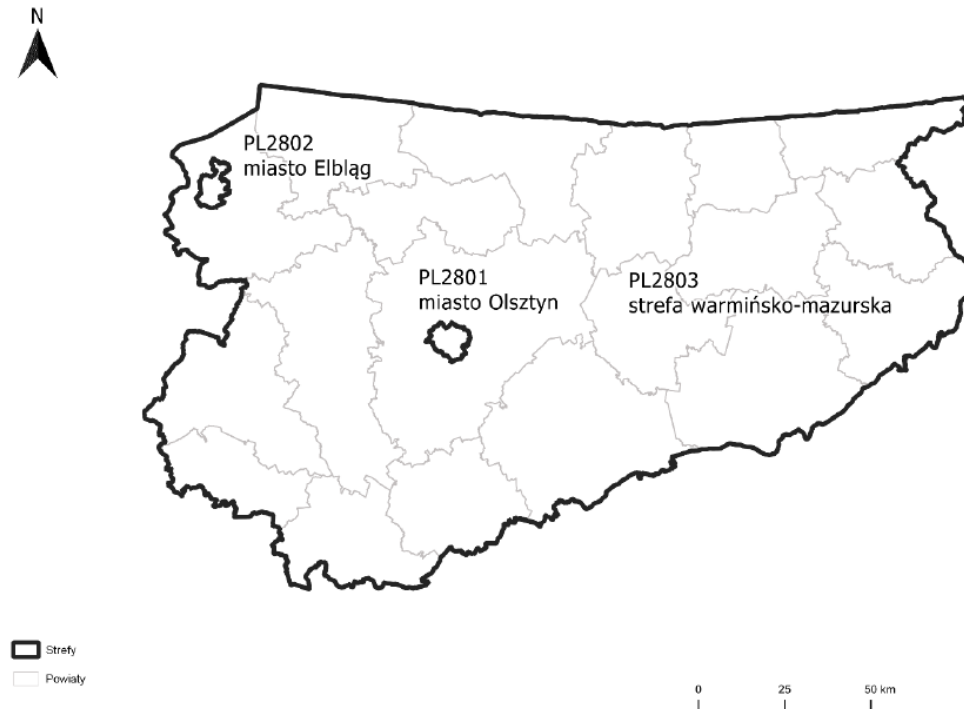 N
PL2802
miasto Elbląg
PL2801
miasto Olsztyn
PL2803
strefa warmińsko-mazurska
Strefy
Powiaty
0 25 50 km